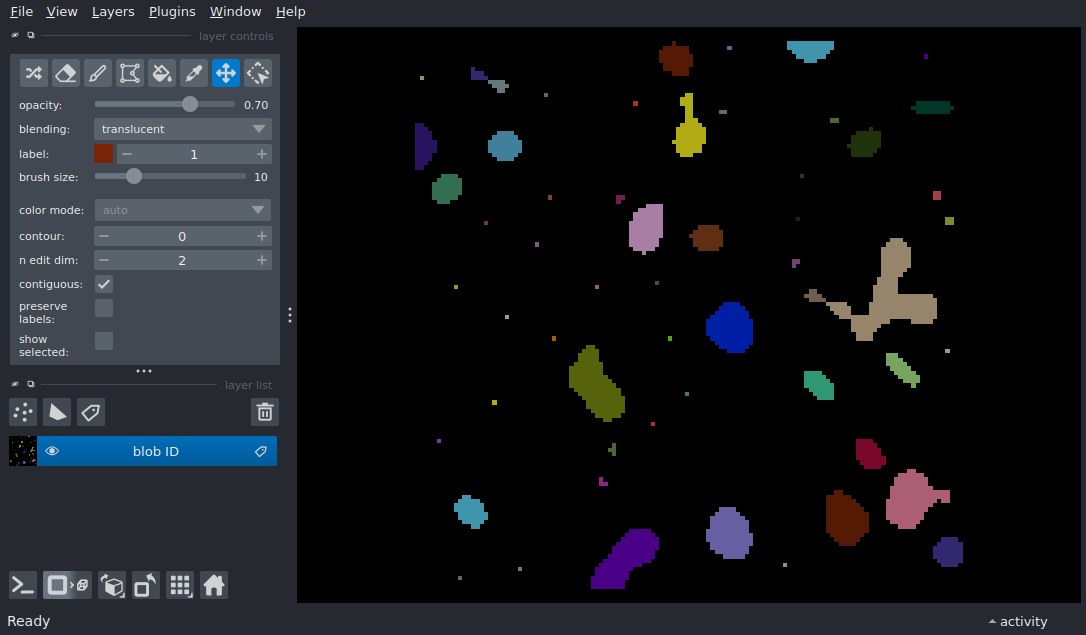 File View Layers Plugins Window Help
layer controls
opacity: 0.70
blending: translucent
label: 1
brush size: 10
color mode: auto
contour: 0
n edit dim: 2
contiguous:
preserve
labels:
show
selected:
layer list
blob ID
Ready
activity